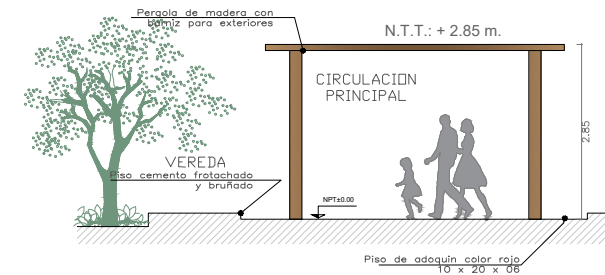 Pergola de madera con
barniz para exteriores
N.T.T.: + 2.85 m.
CIRCULACION
PRINCIPAL
VEREDA
Piso cemento frotachado
y bruñado
NPT±0.00
2.85
Piso de adoquin color rojo
10 x 20 x 06